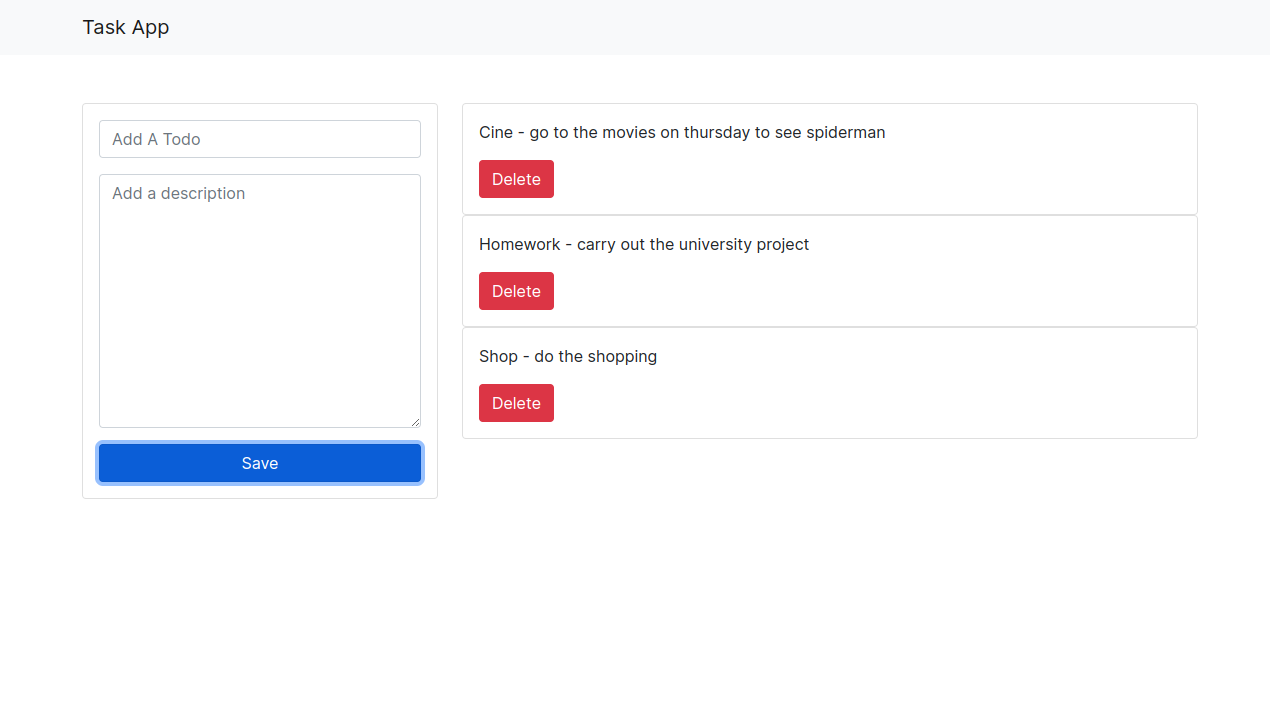 Task App
Add A Todo
Add a description
Save
Cine - go to the movies on thursday to see spiderman
Delete
Homework - carry out the university project
Delete
Shop - do the shopping
Delete